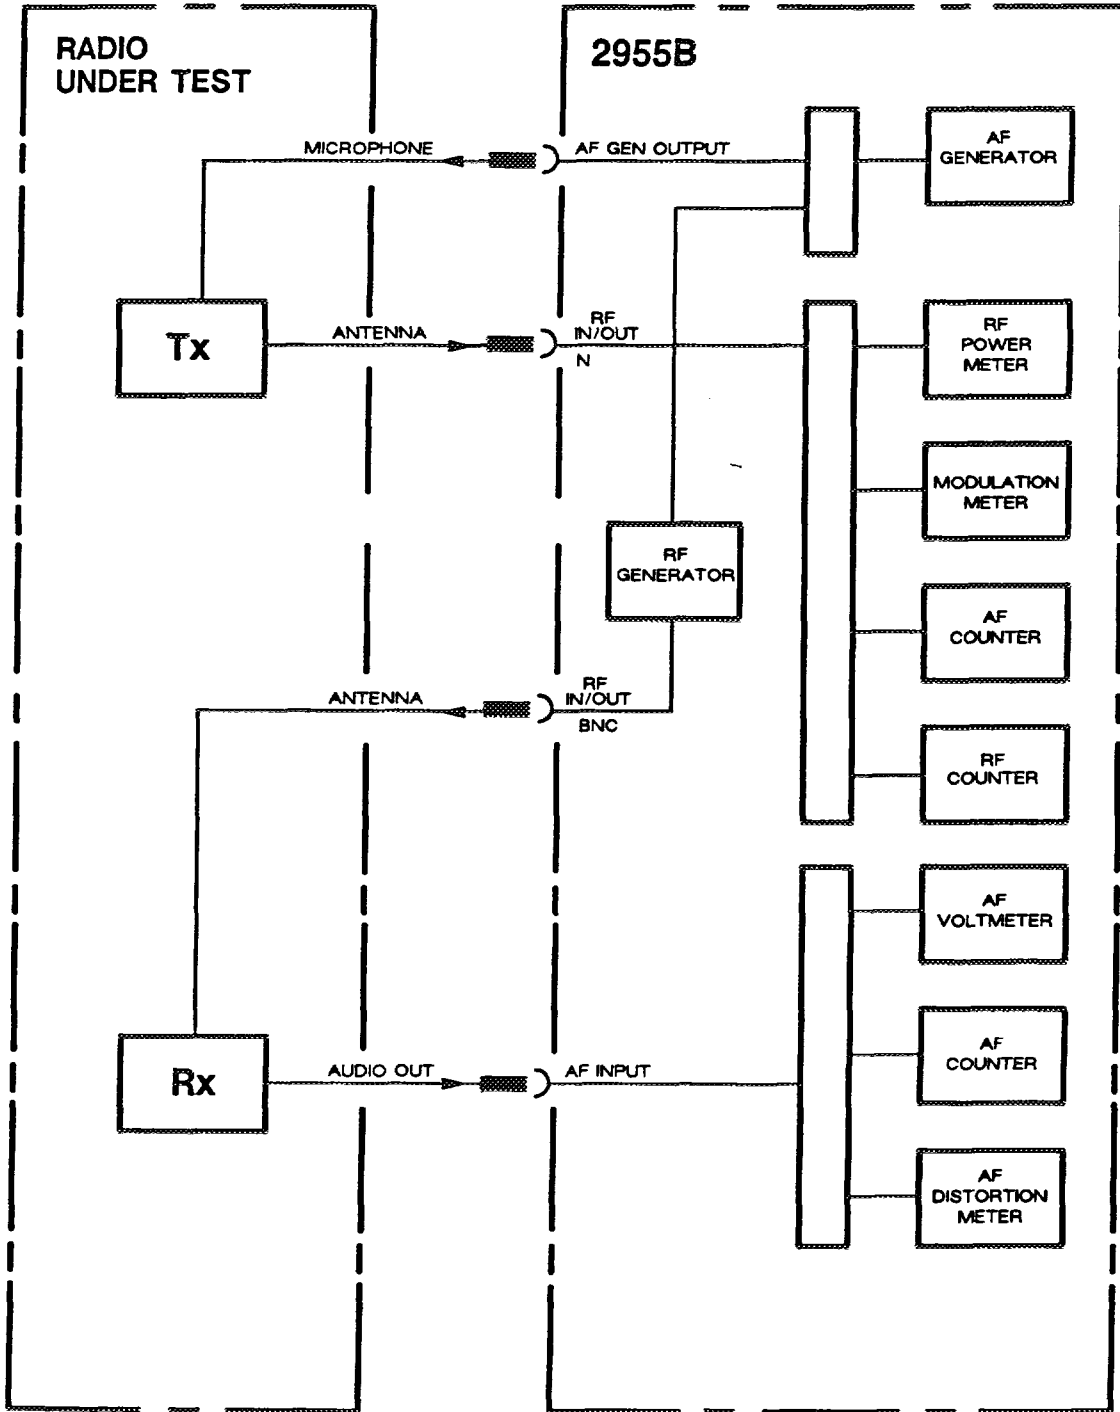 RADIO
UNDER TEST
2955B
MICROPHONE
AF GEN OUTPUT
AF
GENERATOR
Tx
ANTENNA
RF
IN/OUT
N
RF
POWER
METER
MODULATION
METER
RF
GENERATOR
AF
COUNTER
ANTENNA
RF
IN/OUT
BNC
RF
COUNTER
AF
VOLTMETER
Rx
AUDIO OUT
AF INPUT
AF
COUNTER
AF
DISTORTION
METER